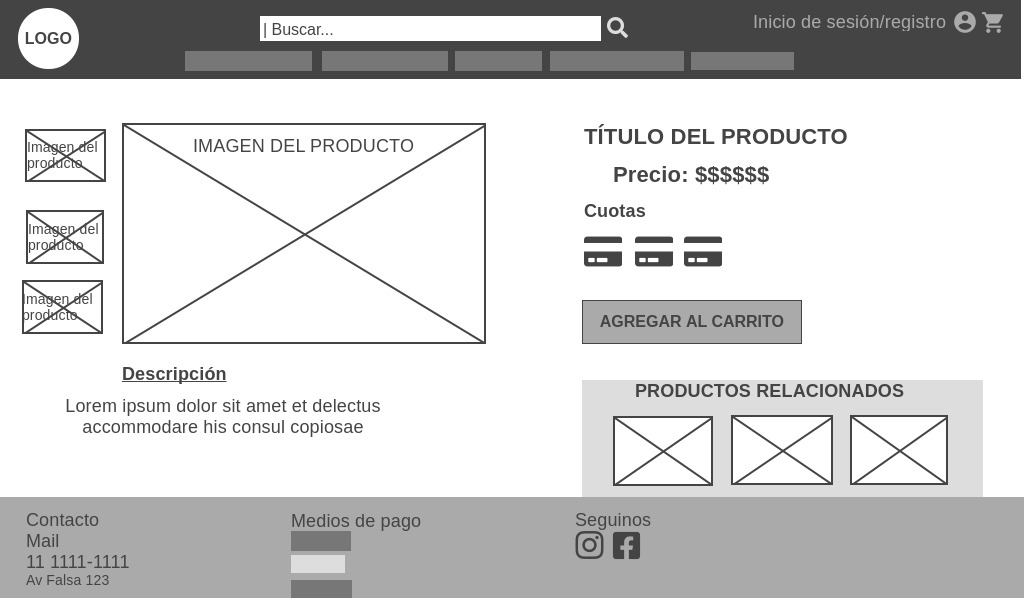 LOGO
| Buscar...
Inicio de sesión/registro
Imagen del
producto
Imagen del
producto
Imagen del
producto
IMAGEN DEL PRODUCTO
Descripción
Lorem ipsum dolor sit amet et delectus
accommodare his consul copiosae
TÍTULO DEL PRODUCTO
Precio: $$$$$$
Cuotas
AGREGAR AL CARRITO
PRODUCTOS RELACIONADOS
Contacto
Mail
11 1111-1111
Av Falsa 123
Medios de pago
Seguinos